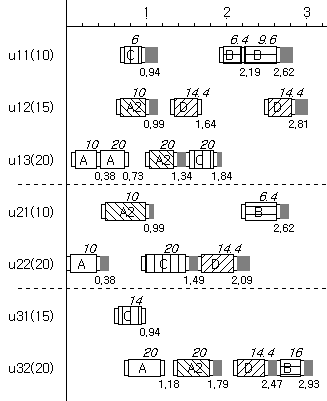 1 2 3
6 6.4 9.6
u11(10) C B B
0,94 2,19 2,62
10 14.4 14.4
u12(15) A2 D D
0,99 1,64 2,81
10 20 20 20
u13(20) A A A2 C
0,38 0,73 1,34 1,84
10 6.4
u21(10) A2 B
0,99 2,62
10 20 14.4
u22(20) A C D
0,38 1,49 2,09
14
u31(15) C
0,94
20 20 14.4 16
u32(20) A A2 D B
1,18 1,79 2,47 2,93